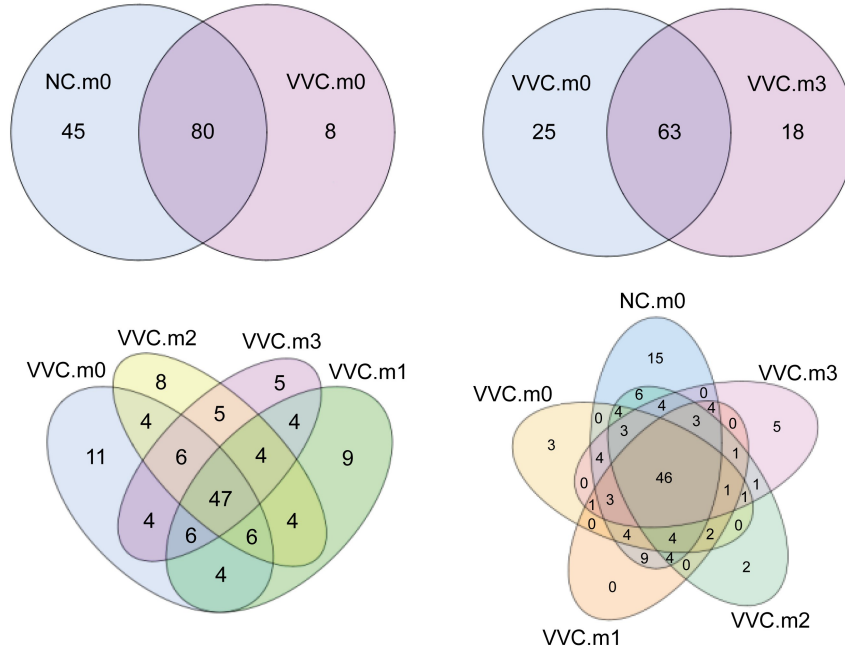 NC.m0 VVC.m0
45 80 8
VVC.m0 VVC.m3
25 63 18
VVC.m2 VVC.m3
VVC.m0 VVC.m1
8 5
4 5 4
11 6 4 9
47
4 6 6 4
4
NC.m0
15
VVC.m3
VVC.m0
6 0
0 4 4 4
3 3 0 5
3
4 1
46
0 1 1
1 3 1
0 4 4 2 0
9 4 0
0 2
VVC.m2
VVC.m1